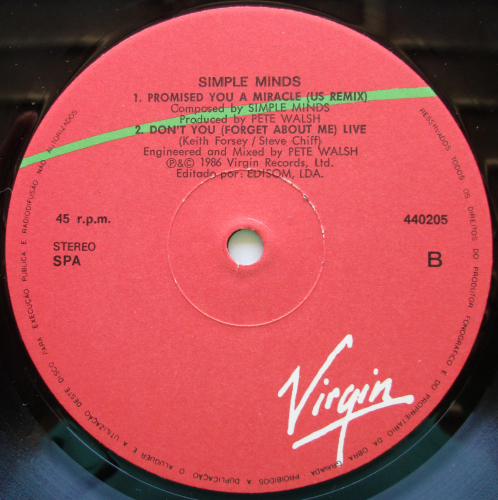 SIMPLE MINDS
1. PROMISED YOU A MIRACLE (US REMIX)
Composed by SIMPLE MINDS
Produced by PETE WALSH
2. DON'T YOU (FORGET ABOUT ME) LIVE
(Keith Forsey / Steve Chiff)
Engineered and Mixed by PETE WALSH
℗&© 1986 Virgin Records, Ltd.
Editado por: EDISOM, LDA.
45 r.p.m.
440205
STEREO
SPA
B
Virgin
RESERVADOS TODOS OS DIREITOS DO PRODUTOR FONOGRÁFICO E DO PROPRIETÁRIO DA OBRA GRAVADA PROIBIDOS A DUPLICAÇÃO O ALUGUER E A UTILIZAÇÃO DESTE DISCO PARA EXECUÇÃO PUBLICA E RADIODIFUSÃO NÃO AUTORIZADOS